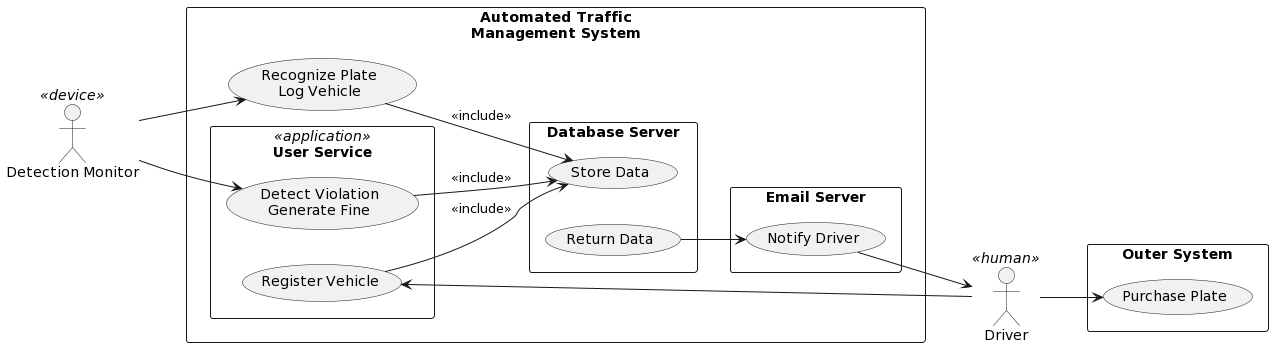 Automated Traffic
Management System
«device»
Detection Monitor
Recognize Plate
Log Vehicle
«application»
User Service
Detect Violation
Generate Fine
Register Vehicle
«include»
«include»
«include»
Database Server
Store Data
Return Data
Email Server
Notify Driver
«human»
Driver
Outer System
Purchase Plate